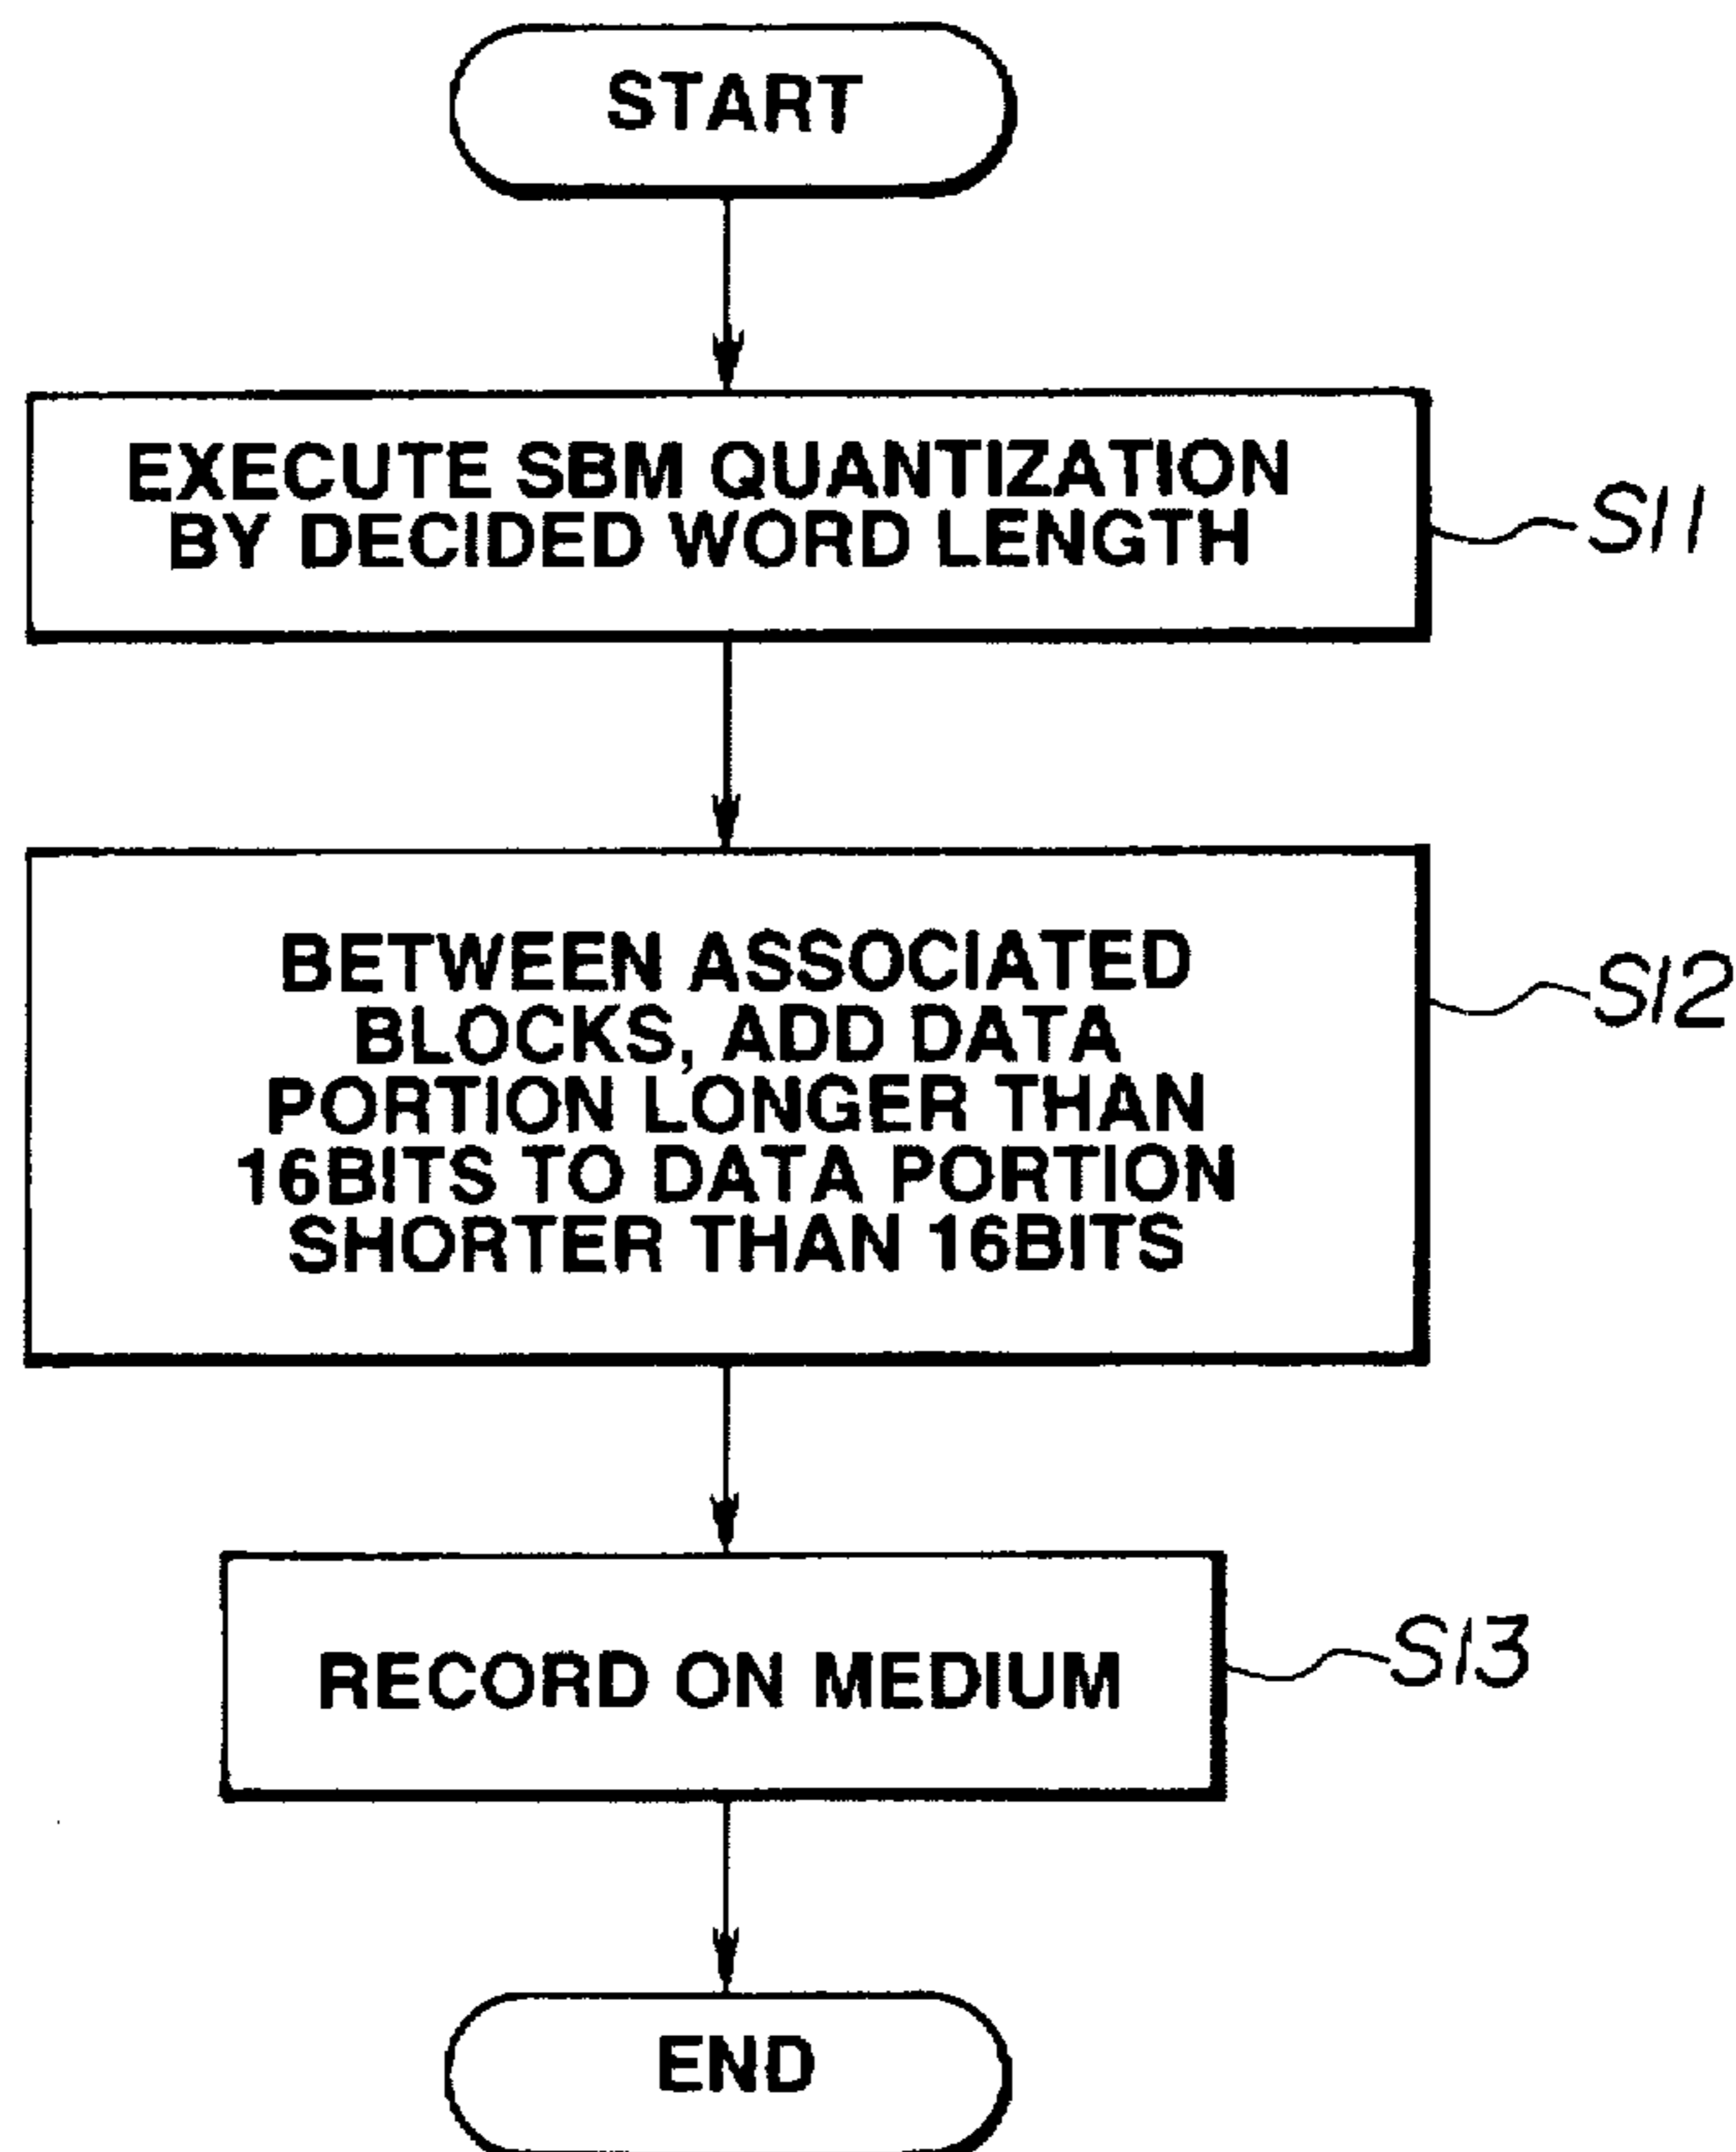 START
EXECUTE SBM QUANTIZATION
BY DECIDED WORD LENGTH
S11
BETWEEN ASSOCIATED
BLOCKS, ADD DATA
PORTION LONGER THAN
16BITS TO DATA PORTION
SHORTER THAN 16BITS
S12
RECORD ON MEDIUM
S13
END